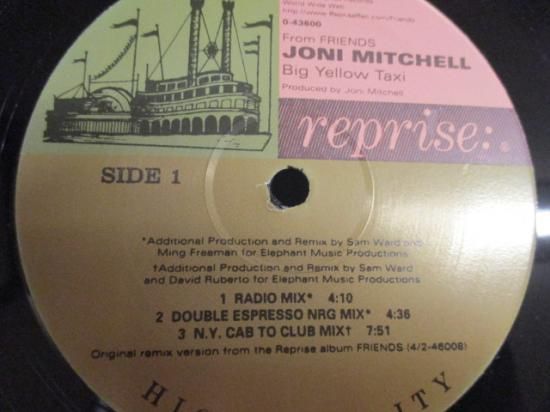 World Wide Web
0-43600
From FRIENDS
JONI MITCHELL
Big Yellow Taxi
Produced by Joni Mitchell
reprise:®
SIDE 1
*Additional Production and Remix by Sam Ward and
Ming Freeman for Elephant Music Productions
†Additional Production and Remix by Sam Ward
and David Ruberto for Elephant Music Productions
1 RADIO MIX* 4:10
2 DOUBLE ESPRESSO NRG MIX* 4:36
3 N.Y. CAB TO CLUB MIX† 7:51
Original remix version from the Reprise album FRIENDS (4/2-46008)